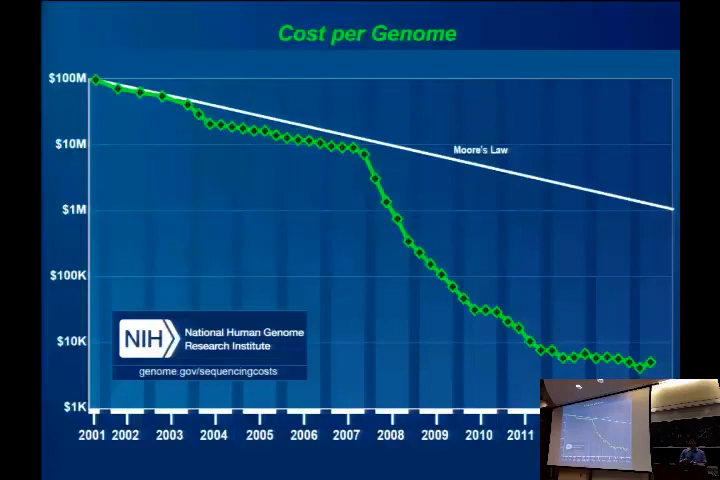 Cost per Genome
$100M
$10M
$1M
$100K
$10K
$1K
Moore's Law
NIH
National Human Genome
Research Institute
genome.gov/sequencingcosts
2001 2002 2003 2004 2005 2006 2007 2008 2009 2010 2011